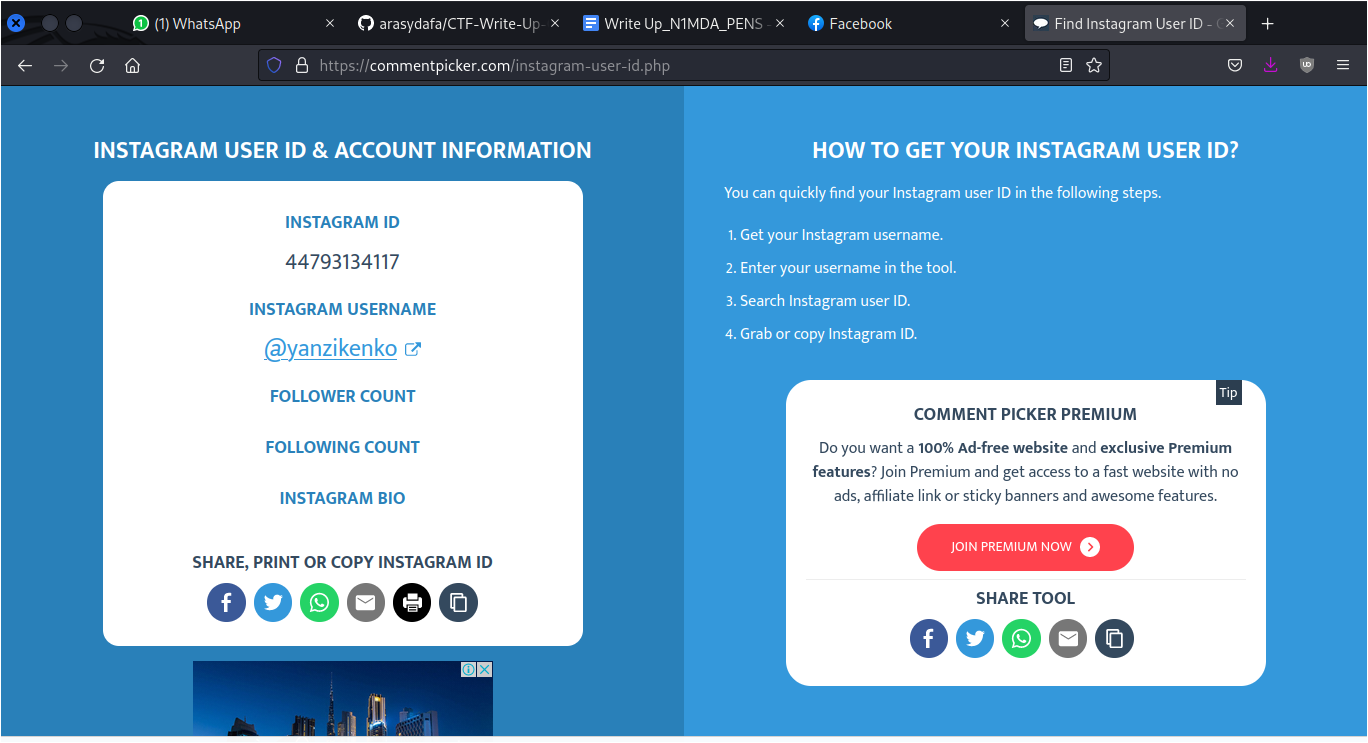 (1) WhatsApp
arasydafa/CTF-Write-Up-
Write Up_N1MDA_PENS -
Facebook
Find Instagram User ID -
https://commentpicker.com/instagram-user-id.php
INSTAGRAM USER ID & ACCOUNT INFORMATION
INSTAGRAM ID
44793134117
INSTAGRAM USERNAME
@yanzikenko
FOLLOWER COUNT
FOLLOWING COUNT
INSTAGRAM BIO
SHARE, PRINT OR COPY INSTAGRAM ID
HOW TO GET YOUR INSTAGRAM USER ID?
You can quickly find your Instagram user ID in the following steps.
1. Get your Instagram username.
2. Enter your username in the tool.
3. Search Instagram user ID.
4. Grab or copy Instagram ID.
Tip
COMMENT PICKER PREMIUM
Do you want a 100% Ad-free website and exclusive Premium
features? Join Premium and get access to a fast website with no
ads, affiliate link or sticky banners and awesome features.
JOIN PREMIUM NOW
SHARE TOOL